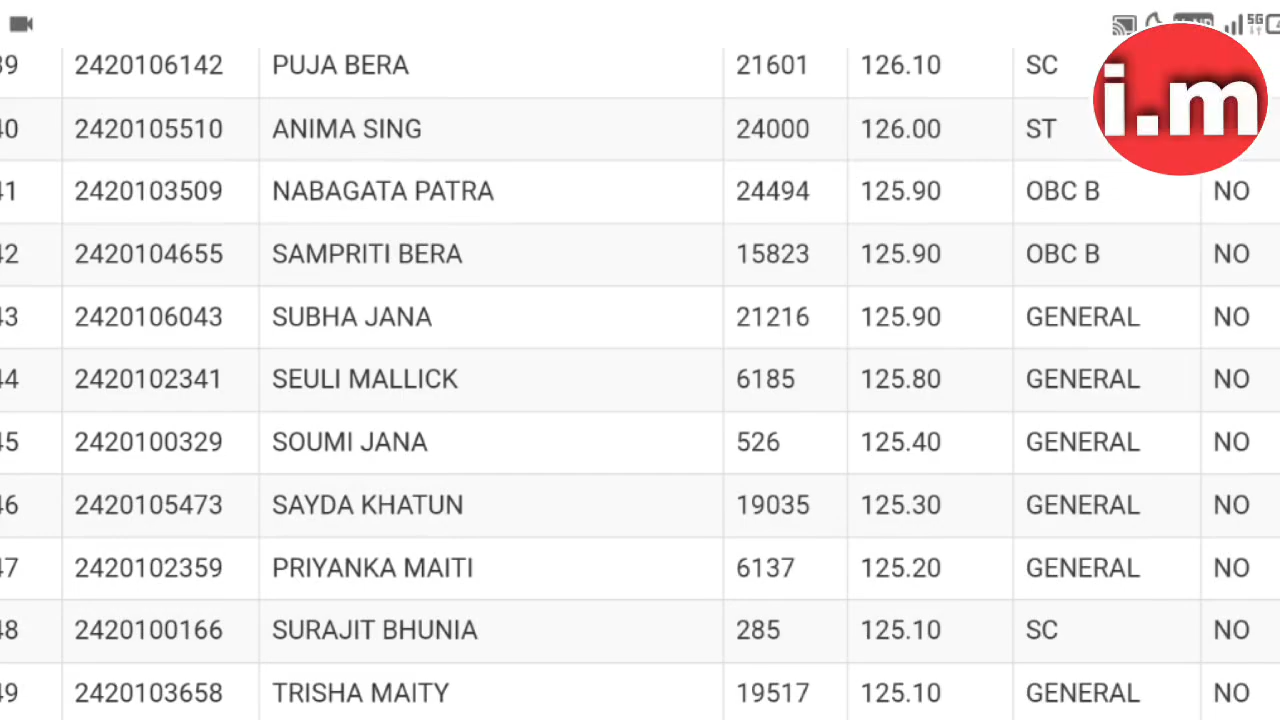 39 2420106142 PUJA BERA 21601 126.10 SC
40 2420105510 ANIMA SING 24000 126.00 ST
41 2420103509 NABAGATA PATRA 24494 125.90 OBC B NO
42 2420104655 SAMPRITI BERA 15823 125.90 OBC B NO
43 2420106043 SUBHA JANA 21216 125.90 GENERAL NO
44 2420102341 SEULI MALLICK 6185 125.80 GENERAL NO
45 2420100329 SOUMI JANA 526 125.40 GENERAL NO
46 2420105473 SAYDA KHATUN 19035 125.30 GENERAL NO
47 2420102359 PRIYANKA MAITI 6137 125.20 GENERAL NO
48 2420100166 SURAJIT BHUNIA 285 125.10 SC NO
49 2420103658 TRISHA MAITY 19517 125.10 GENERAL NO
5G
i.m